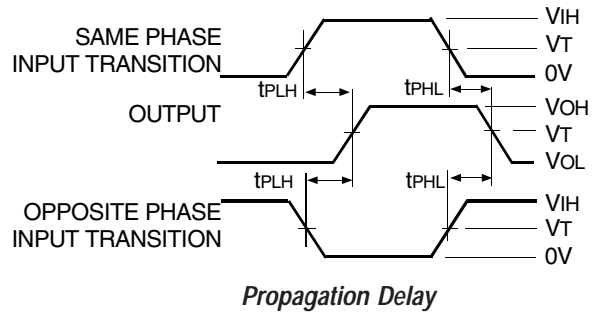 SAME PHASE
INPUT TRANSITION
VIH
VT
0V
tPLH
tPHL
OUTPUT
VOH
VT
VOL
tPLH
tPHL
OPPOSITE PHASE
INPUT TRANSITION
VIH
VT
0V
Propagation Delay